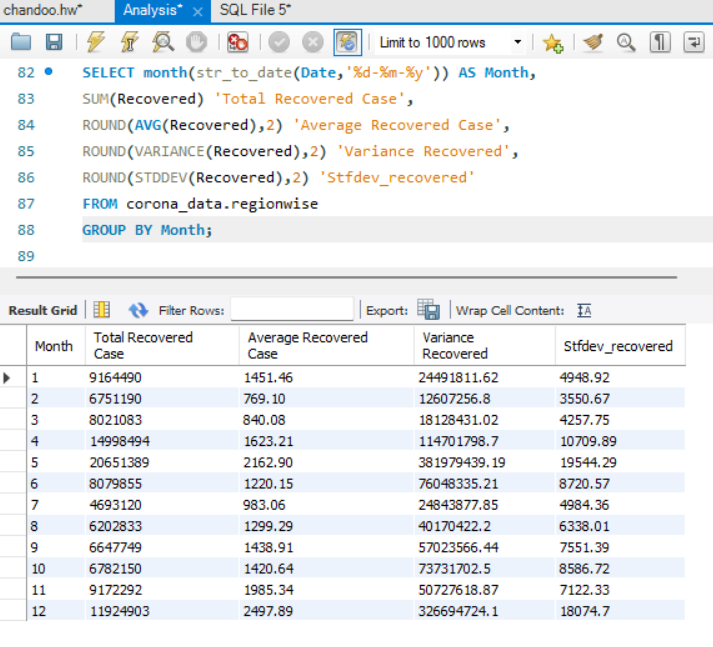 chandoo.hw* Analysis* × SQL File 5*
Limit to 1000 rows
82 SELECT month(str_to_date(Date,'%d-%m-%y')) AS Month,
83 SUM(Recovered) 'Total Recovered Case',
84 ROUND(AVG(Recovered),2) 'Average Recovered Case',
85 ROUND(VARIANCE(Recovered),2) 'Variance Recovered',
86 ROUND(STDDEV(Recovered),2) 'Stfdev_recovered'
87 FROM corona_data.regionwise
88 GROUP BY Month;
89
Result Grid Filter Rows: Export: Wrap Cell Content: IA
Month Total Recovered Case Average Recovered Case Variance Recovered Stfdev_recovered
1 9164490 1451.46 24491811.62 4948.92
2 6751190 769.10 12607256.8 3550.67
3 8021083 840.08 18128431.02 4257.75
4 14998494 1623.21 114701798.7 10709.89
5 20651389 2162.90 381979439.19 19544.29
6 8079855 1220.15 76048335.21 8720.57
7 4693120 983.06 24843877.85 4984.36
8 6202833 1299.29 40170422.2 6338.01
9 6647749 1438.91 57023566.44 7551.39
10 6782150 1420.64 73731702.5 8586.72
11 9172292 1985.34 50727618.87 7122.33
12 11924903 2497.89 326694724.1 18074.7